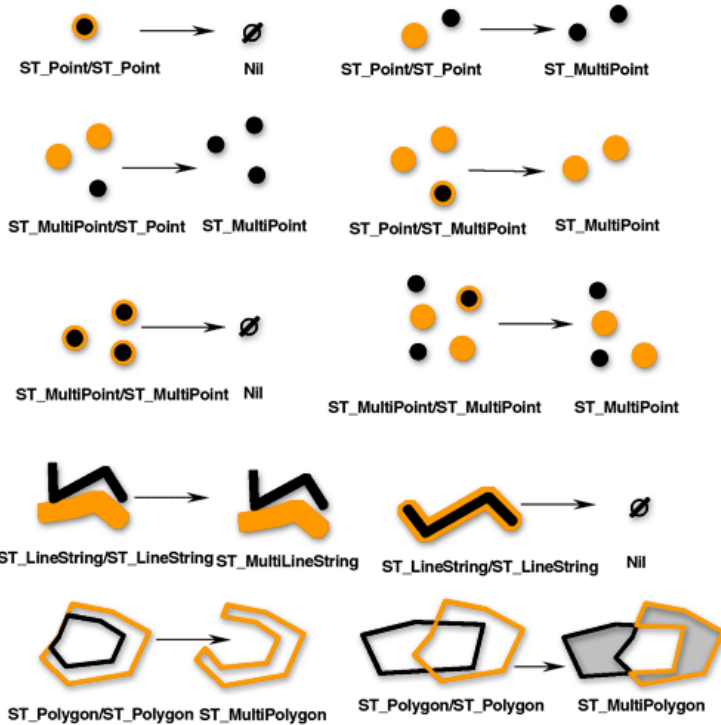 ST_Point/ST_Point Nil
ST_Point/ST_Point ST_MultiPoint
ST_MultiPoint/ST_Point ST_MultiPoint
ST_Point/ST_MultiPoint ST_MultiPoint
ST_MultiPoint/ST_MultiPoint Nil
ST_MultiPoint/ST_MultiPoint ST_MultiPoint
ST_LineString/ST_LineString ST_MultiLineString
ST_LineString/ST_LineString Nil
ST_Polygon/ST_Polygon ST_MultiPolygon
ST_Polygon/ST_Polygon ST_MultiPolygon